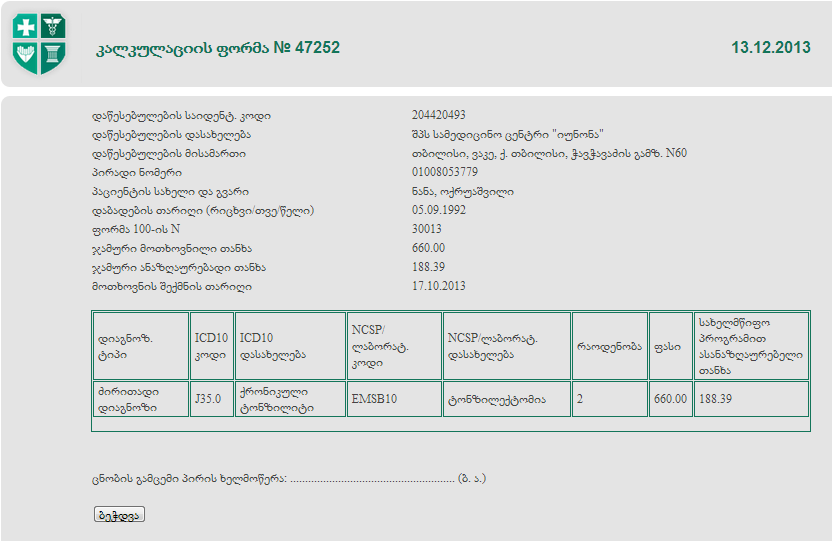 კალკულაციის ფორმა № 47252 13.12.2013
დაწესებულების საიდენტ. კოდი 204420493
დაწესებულების დასახელება შპს სამედიცინო ცენტრი "იუნონა"
დაწესებულების მისამართი თბილისი, ვაკე, ქ. თბილისი, ჭავჭავაძის გამზ. N60
პირადი ნომერი 01008053779
პაციენტის სახელი და გვარი ნანა, ოქრუაშვილი
დაბადების თარიღი (რიცხვი/თვე/წელი) 05.09.1992
ფორმა 100-ის N 30013
ჯამური მოთხოვნილი თანხა 660.00
ჯამური ანაზღაურებადი თანხა 188.39
მოთხოვნის შექმნის თარიღი 17.10.2013
დიაგნოზ. ტიპი
ICD10 კოდი
ICD10 დასახელება
NCSP/ლაბორატ. კოდი
NCSP/ლაბორატ. დასახელება
რაოდენობა
ფასი
სახელმწიფო პროგრამით ასანაზღაურებელი თანხა
ძირითადი დიაგნოზი
J35.0
ქრონიკული ტონზილიტი
EMSB10
ტონზილექტომია
2
660.00
188.39
ცნობის გამცემი პირის ხელმოწერა: ....................................................... (ბ. ა.)
ბეჭდვა